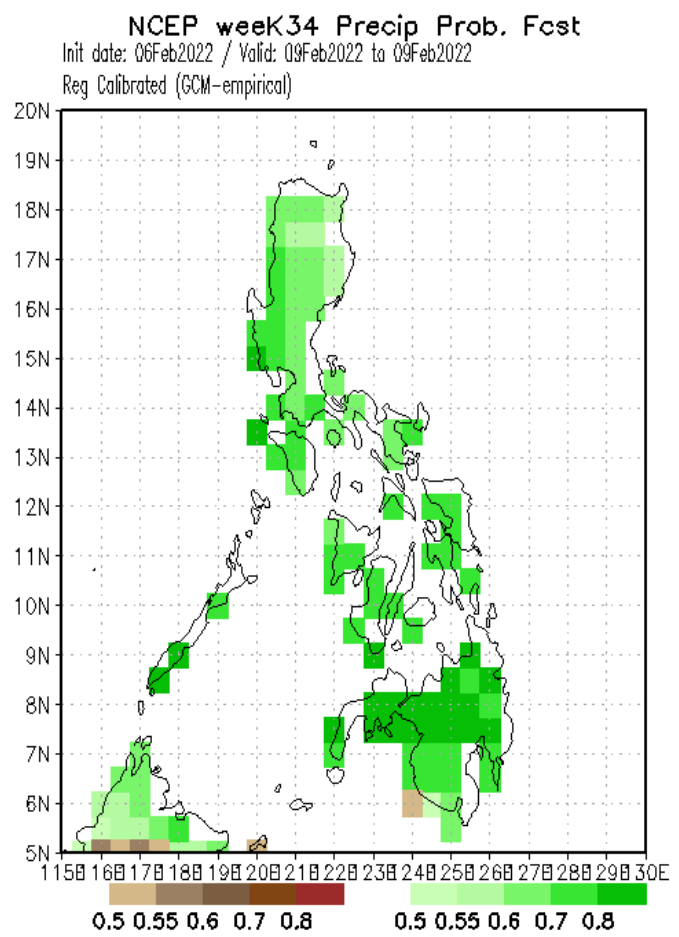 NCEP weeK34 Precip Prob. Fcst
Init date: 06Feb2022 / Valid: 09Feb2022 to 09Feb2022
Reg Calibrated (GCM-empirical)
20N
19N
18N
17N
16N
15N
14N
13N
12N
11N
10N
9N
8N
7N
6N
5N
115E 116E 117E 118E 119E 120E 121E 122E 123E 124E 125E 126E 127E 128E 129E 130E
0.5 0.55 0.6 0.7 0.8 0.5 0.55 0.6 0.7 0.8